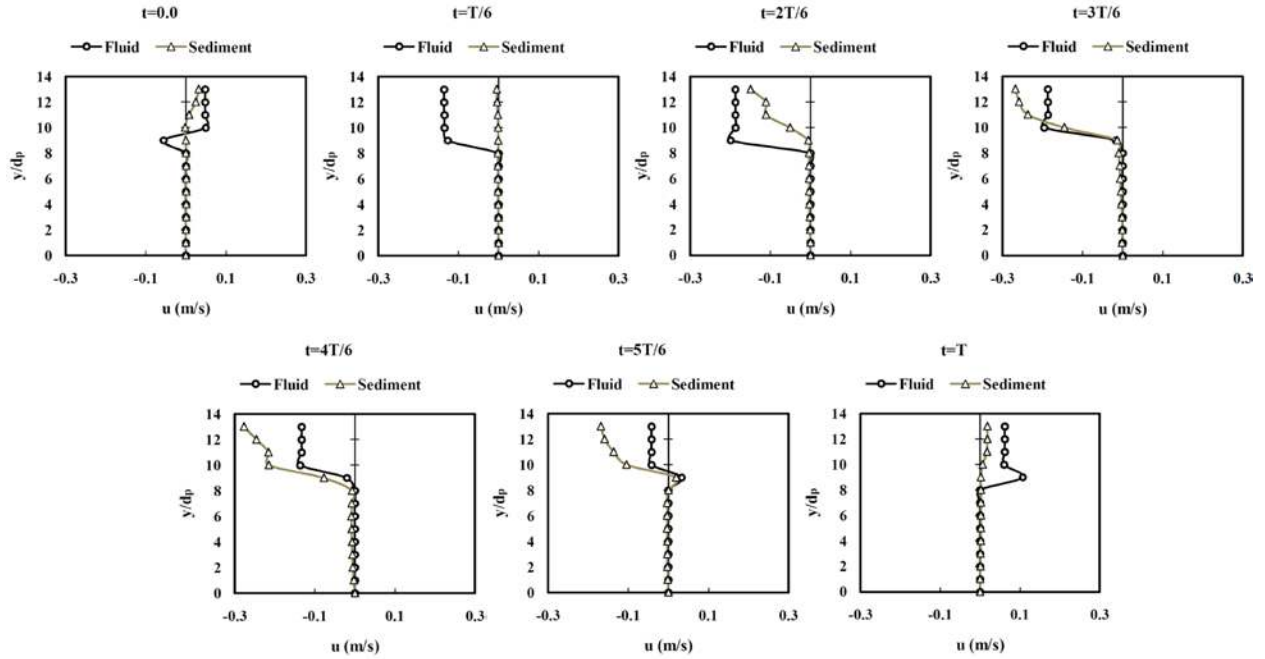 t=0.0
Fluid Sediment
14
12
10
8
6
4
2
0
y/dp
-0.3 -0.1 0.1 0.3
u (m/s)
t=T/6
Fluid Sediment
14
12
10
8
6
4
2
0
y/dp
-0.3 -0.1 0.1 0.3
u (m/s)
t=2T/6
Fluid Sediment
14
12
10
8
6
4
2
0
y/dp
-0.3 -0.1 0.1 0.3
u (m/s)
t=3T/6
Fluid Sediment
14
12
10
8
6
4
2
0
y/dp
-0.3 -0.1 0.1 0.3
u (m/s)
t=4T/6
Fluid Sediment
14
12
10
8
6
4
2
0
y/dp
-0.3 -0.1 0.1 0.3
u (m/s)
t=5T/6
Fluid Sediment
14
12
10
8
6
4
2
0
y/dp
-0.3 -0.1 0.1 0.3
u (m/s)
t=T
Fluid Sediment
14
12
10
8
6
4
2
0
y/dp
-0.3 -0.1 0.1 0.3
u (m/s)